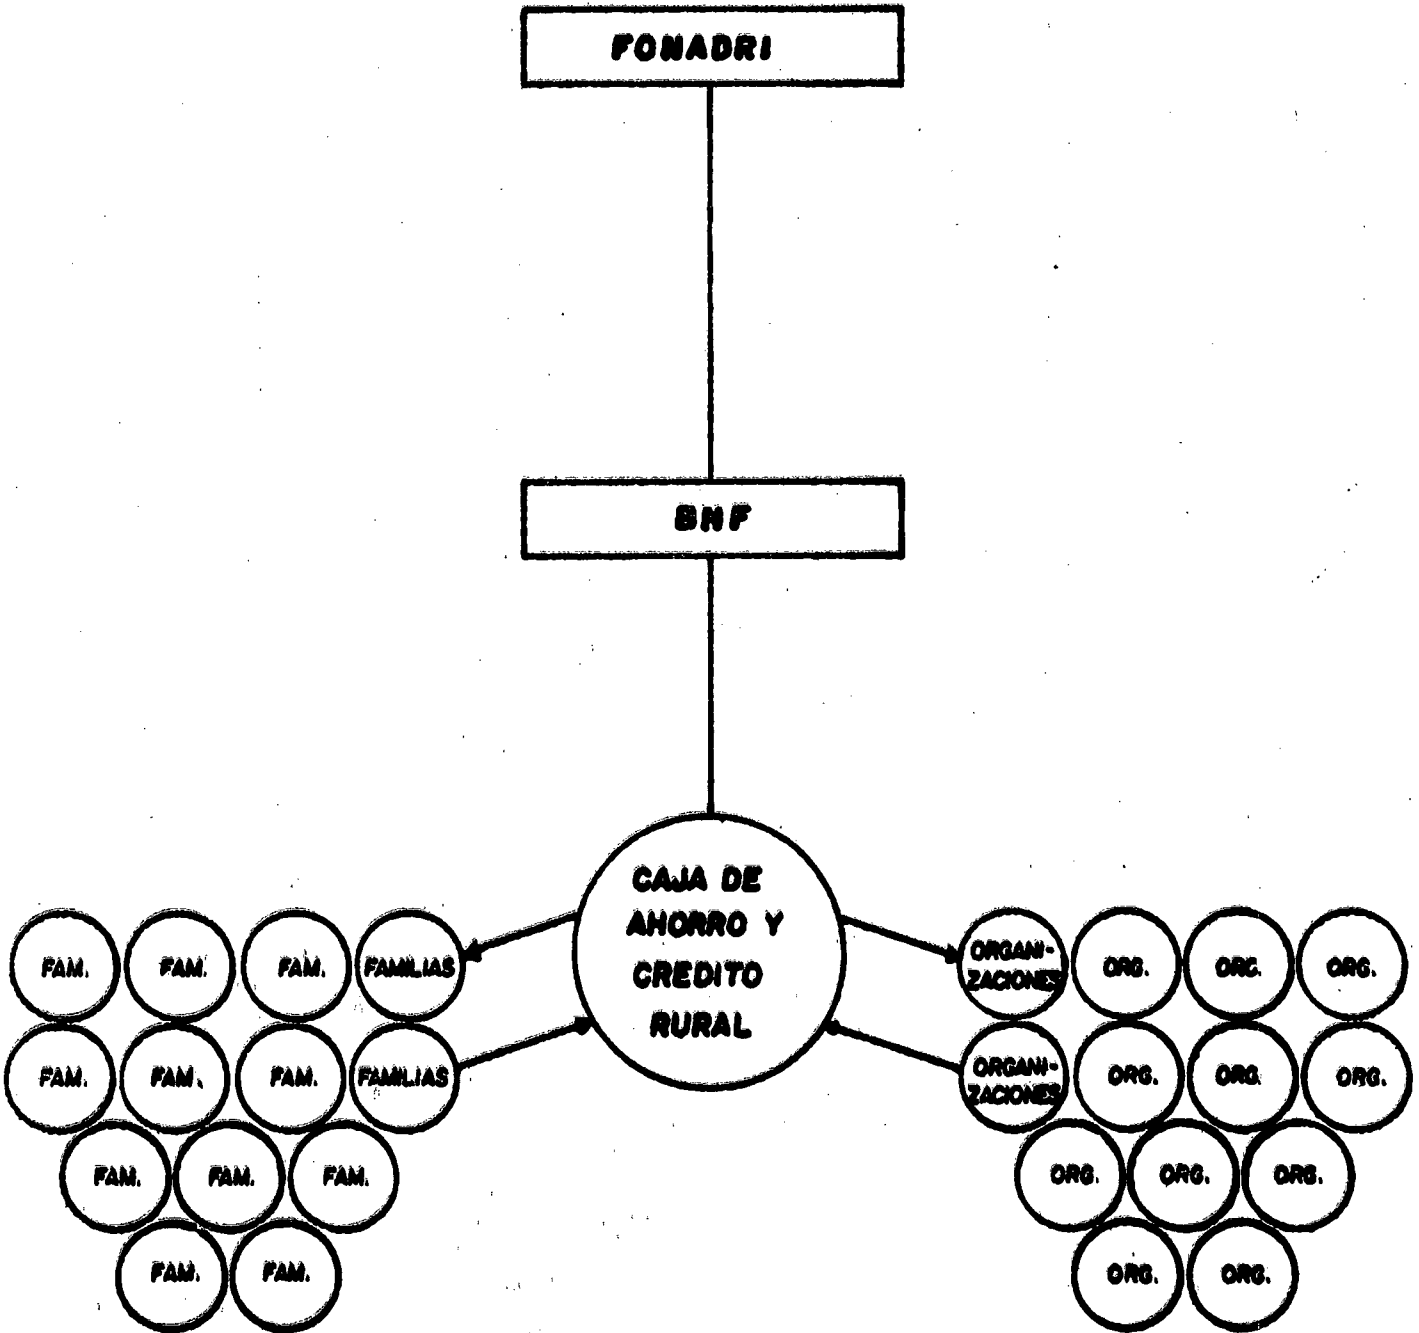 FONADRI
BNF
CAJA DE
AHORRO Y
CREDITO
RURAL
FAM.
FAM.
FAM.
FAMILIAS
ORGANI-
ZACIONES
ORG.
ORG.
ORG.
FAM.
FAM.
FAM.
FAMILIAS
ORGANI-
ZACIONES
ORG.
ORG.
ORG.
FAM.
FAM.
FAM.
ORG.
ORG.
ORG.
FAM.
FAM.
ORG.
ORG.